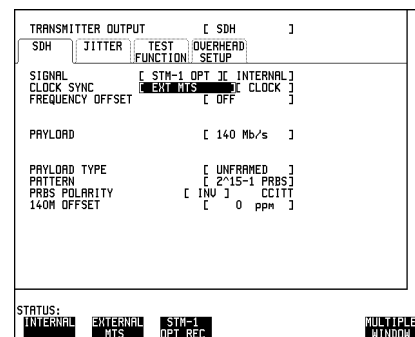 TRANSMITTER OUTPUT [ SDH ]
SDH JITTER TEST FUNCTION OVERHEAD SETUP
SIGNAL [ STM-1 OPT ][ INTERNAL]
CLOCK SYNC [ EXT MTS ][ CLOCK ]
FREQUENCY OFFSET [ OFF ]
PAYLOAD [ 140 Mb/s ]
PAYLOAD TYPE [ UNFRAMED ]
PATTERN [ 2^15-1 PRBS]
PRBS POLARITY [ INV ] CCITT
140M OFFSET [ 0 PPM ]
STATUS:
INTERNAL EXTERNAL MTS STM-1 OPT REC MULTIPLE WINDOW